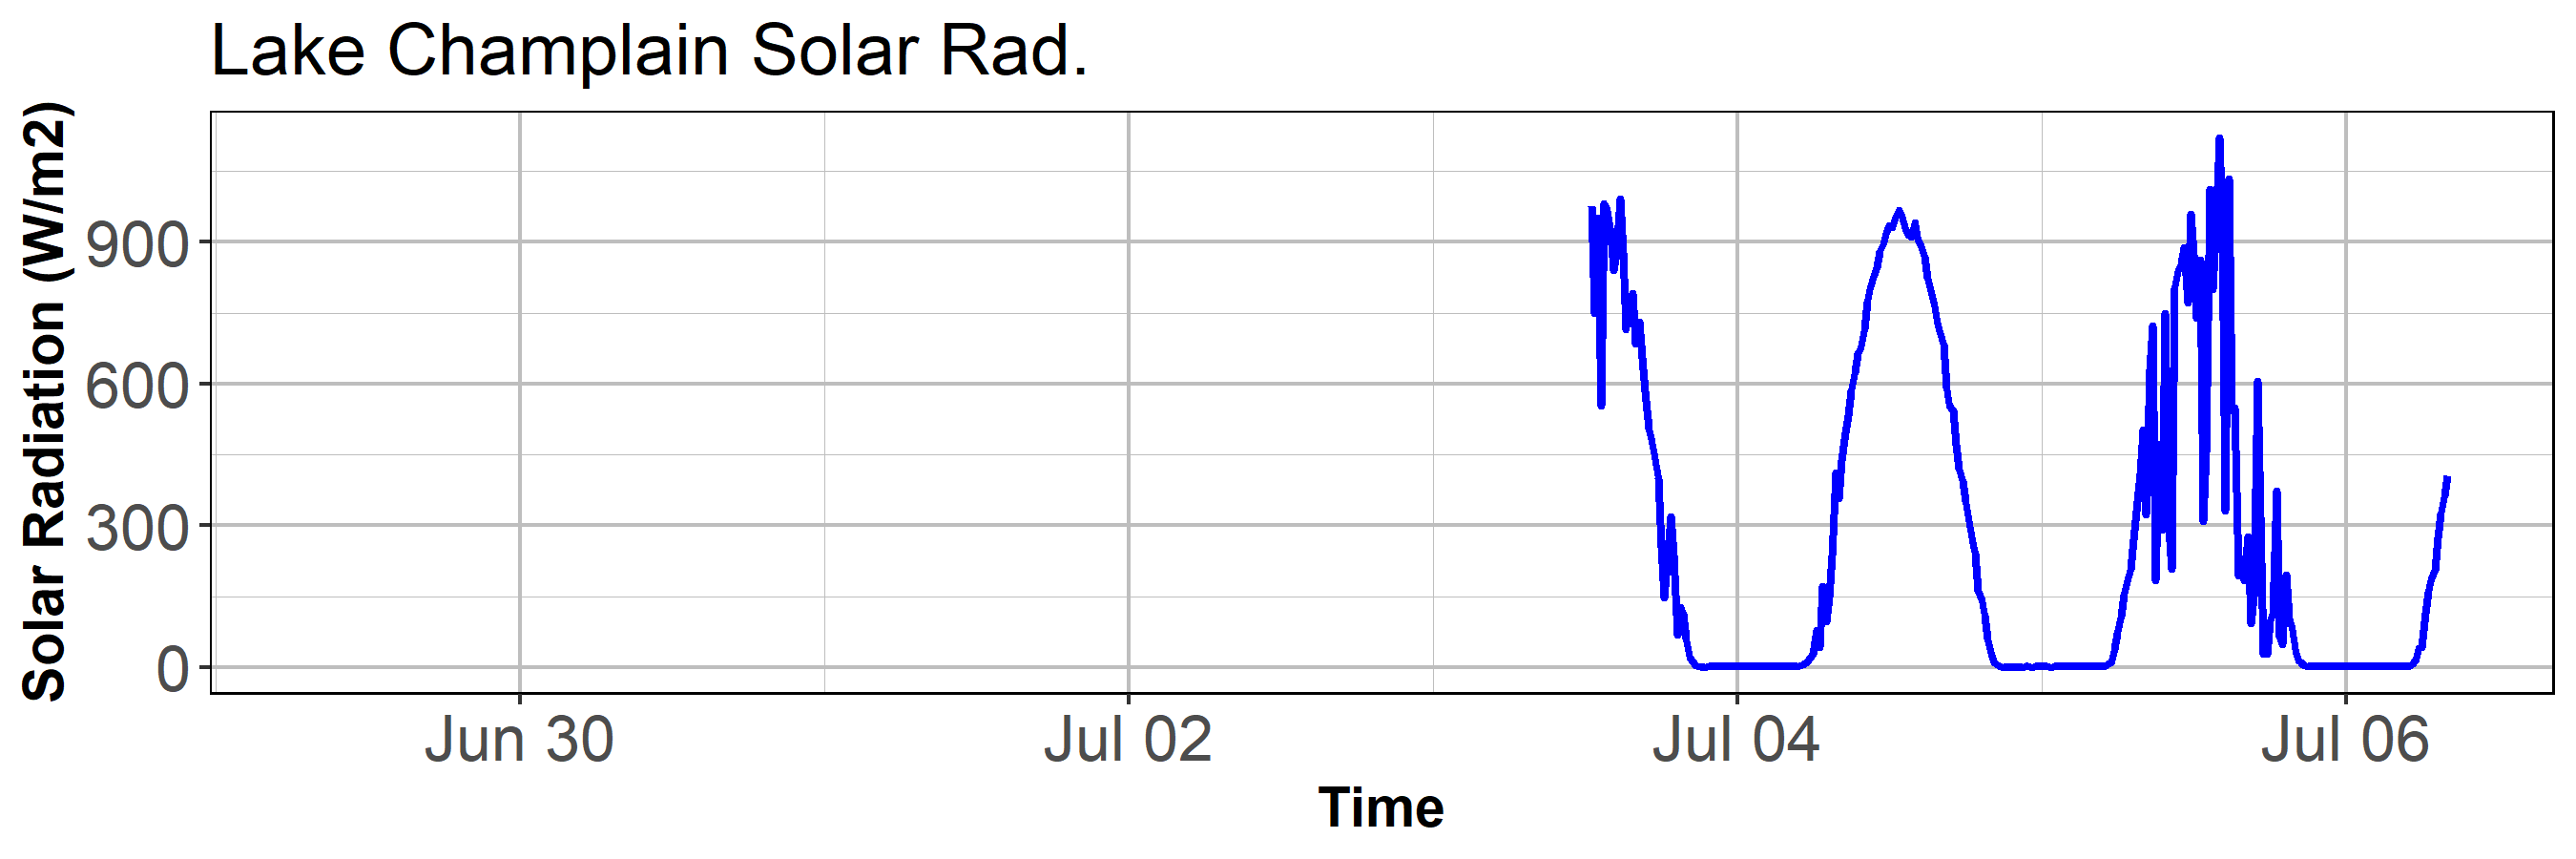 Lake Champlain Solar Rad.
Solar Radiation (W/m2)
900
600
300
0
Jun 30 Jul 02 Jul 04 Jul 06
Time